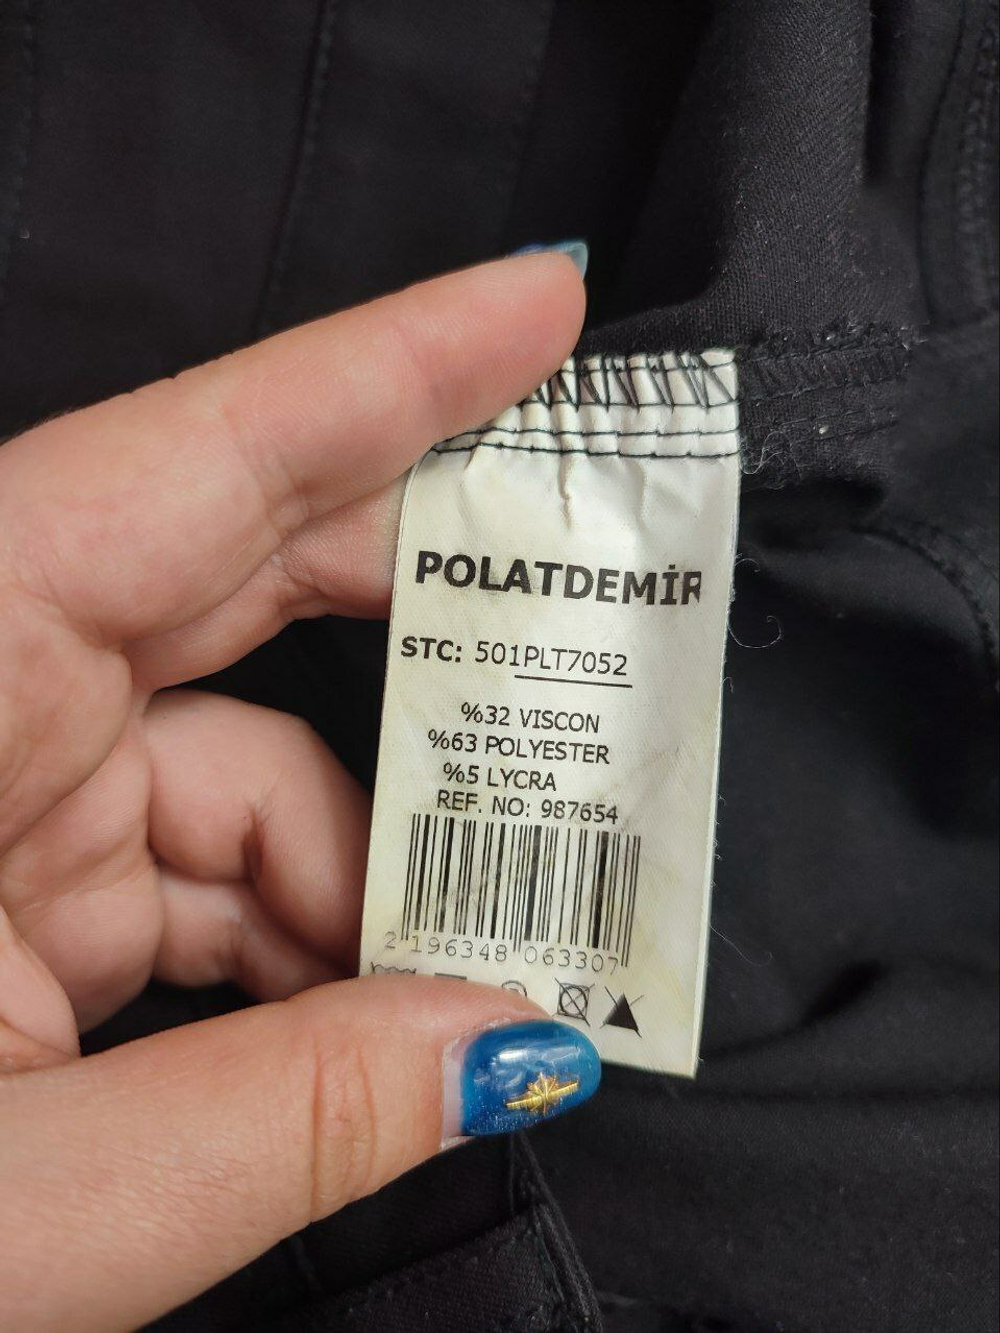 POLATDEMİR
STC: 501PLT7052
%32 VISCON
%63 POLYESTER
%5 LYCRA
REF. NO: 987654
2 196348 063307